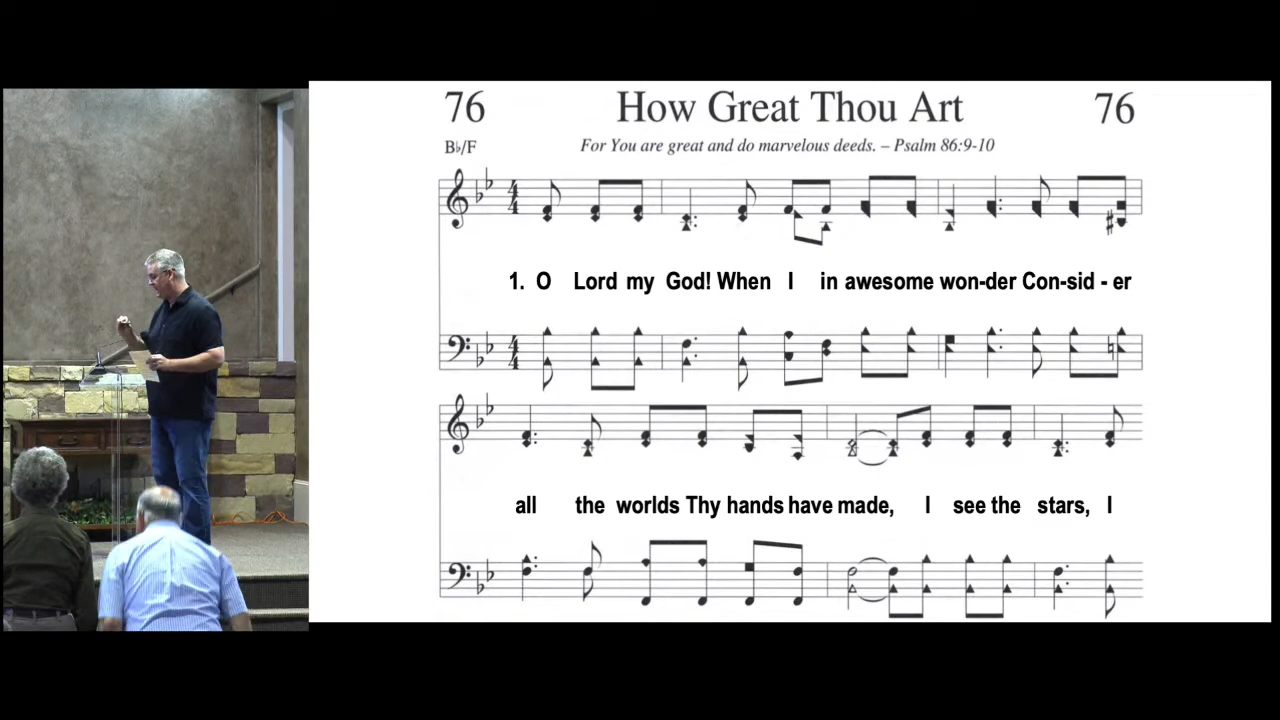 76 How Great Thou Art 76
B♭/F For You are great and do marvelous deeds. – Psalm 86:9-10
1. O Lord my God! When I in awesome won-der Con-sid - er
all the worlds Thy hands have made, I see the stars, I